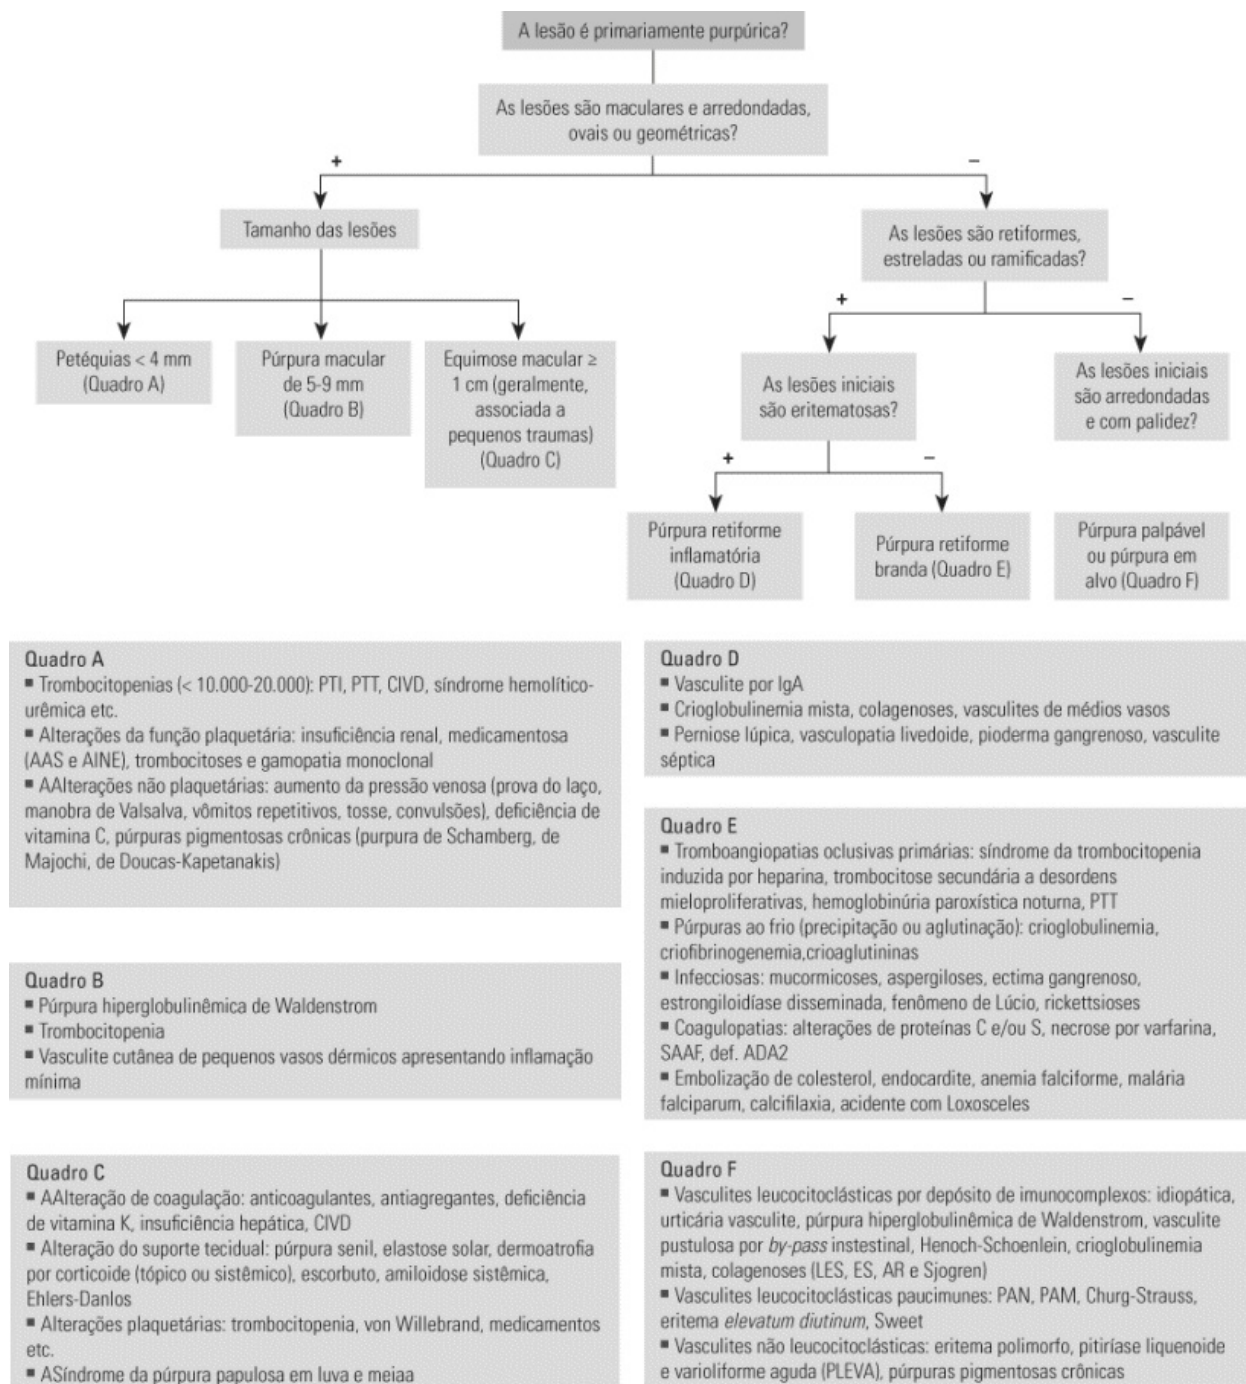 A lesão é primariamente purpúrica?
As lesões são maculares e arredondadas,
ovais ou geométricas?
+
–
Tamanho das lesões
As lesões são retiformes,
estreladas ou ramificadas?
+
–
Petéquias < 4 mm
(Quadro A)
Púrpura macular
de 5-9 mm
(Quadro B)
Equimose macular ≥
1 cm (geralmente,
associada a
pequenos traumas)
(Quadro C)
As lesões iniciais
são eritematosas?
As lesões iniciais
são arredondadas
e com palidez?
+
–
Púrpura retiforme
inflamatória
(Quadro D)
Púrpura retiforme
branda (Quadro E)
Púrpura palpável
ou púrpura em
alvo (Quadro F)
Quadro A
▪ Trombocitopenias (< 10.000-20.000): PTI, PTT, CIVD, síndrome hemolítico-
urêmica etc.
▪ Alterações da função plaquetária: insuficiência renal, medicamentosa
(AAS e AINE), trombocitoses e gamopatia monoclonal
▪ AAlterações não plaquetárias: aumento da pressão venosa (prova do laço,
manobra de Valsalva, vômitos repetitivos, tosse, convulsões), deficiência de
vitamina C, púrpuras pigmentosas crônicas (purpura de Schamberg, de
Majochi, de Doucas-Kapetanakis)
Quadro B
▪ Púrpura hiperglobulinêmica de Waldenstrom
▪ Trombocitopenia
▪ Vasculite cutânea de pequenos vasos dérmicos apresentando inflamação
mínima
Quadro C
▪ AAlteração de coagulação: anticoagulantes, antiagregantes, deficiência
de vitamina K, insuficiência hepática, CIVD
▪ Alteração do suporte tecidual: púrpura senil, elastose solar, dermoatrofia
por corticoide (tópico ou sistêmico), escorbuto, amiloidose sistêmica,
Ehlers-Danlos
▪ Alterações plaquetárias: trombocitopenia, von Willebrand, medicamentos
etc.
▪ ASíndrome da púrpura papulosa em luva e meiaa
Quadro D
▪ Vasculite por IgA
▪ Crioglobulinemia mista, colagenoses, vasculites de médios vasos
▪ Perniose lúpica, vasculopatia livedoide, pioderma gangrenoso, vasculite
séptica
Quadro E
▪ Tromboangiopatias oclusivas primárias: síndrome da trombocitopenia
induzida por heparina, trombocitose secundária a desordens
mieloproliferativas, hemoglobinúria paroxística noturna, PTT
▪ Púrpuras ao frio (precipitação ou aglutinação): crioglobulinemia,
criofibrinogenemia,crioaglutininas
▪ Infecciosas: mucormicoses, aspergiloses, ectima gangrenoso,
estrongiloidíase disseminada, fenômeno de Lúcio, rickettsioses
▪ Coagulopatias: alterações de proteínas C e/ou S, necrose por varfarina,
SAAF, def. ADA2
▪ Embolização de colesterol, endocardite, anemia falciforme, malária
falciparum, calcifilaxia, acidente com Loxosceles
Quadro F
▪ Vasculites leucocitoclásticas por depósito de imunocomplexos: idiopática,
urticária vasculite, púrpura hiperglobulinêmica de Waldenstrom, vasculite
pustulosa por by-pass instestinal, Henoch-Schoenlein, crioglobulinemia
mista, colagenoses (LES, ES, AR e Sjogren)
▪ Vasculites leucocitoclásticas paucimunes: PAN, PAM, Churg-Strauss,
eritema elevatum diutinum, Sweet
▪ Vasculites não leucocitoclásticas: eritema polimorfo, pitiríase liquenoide
e varioliforme aguda (PLEVA), púrpuras pigmentosas crônicas